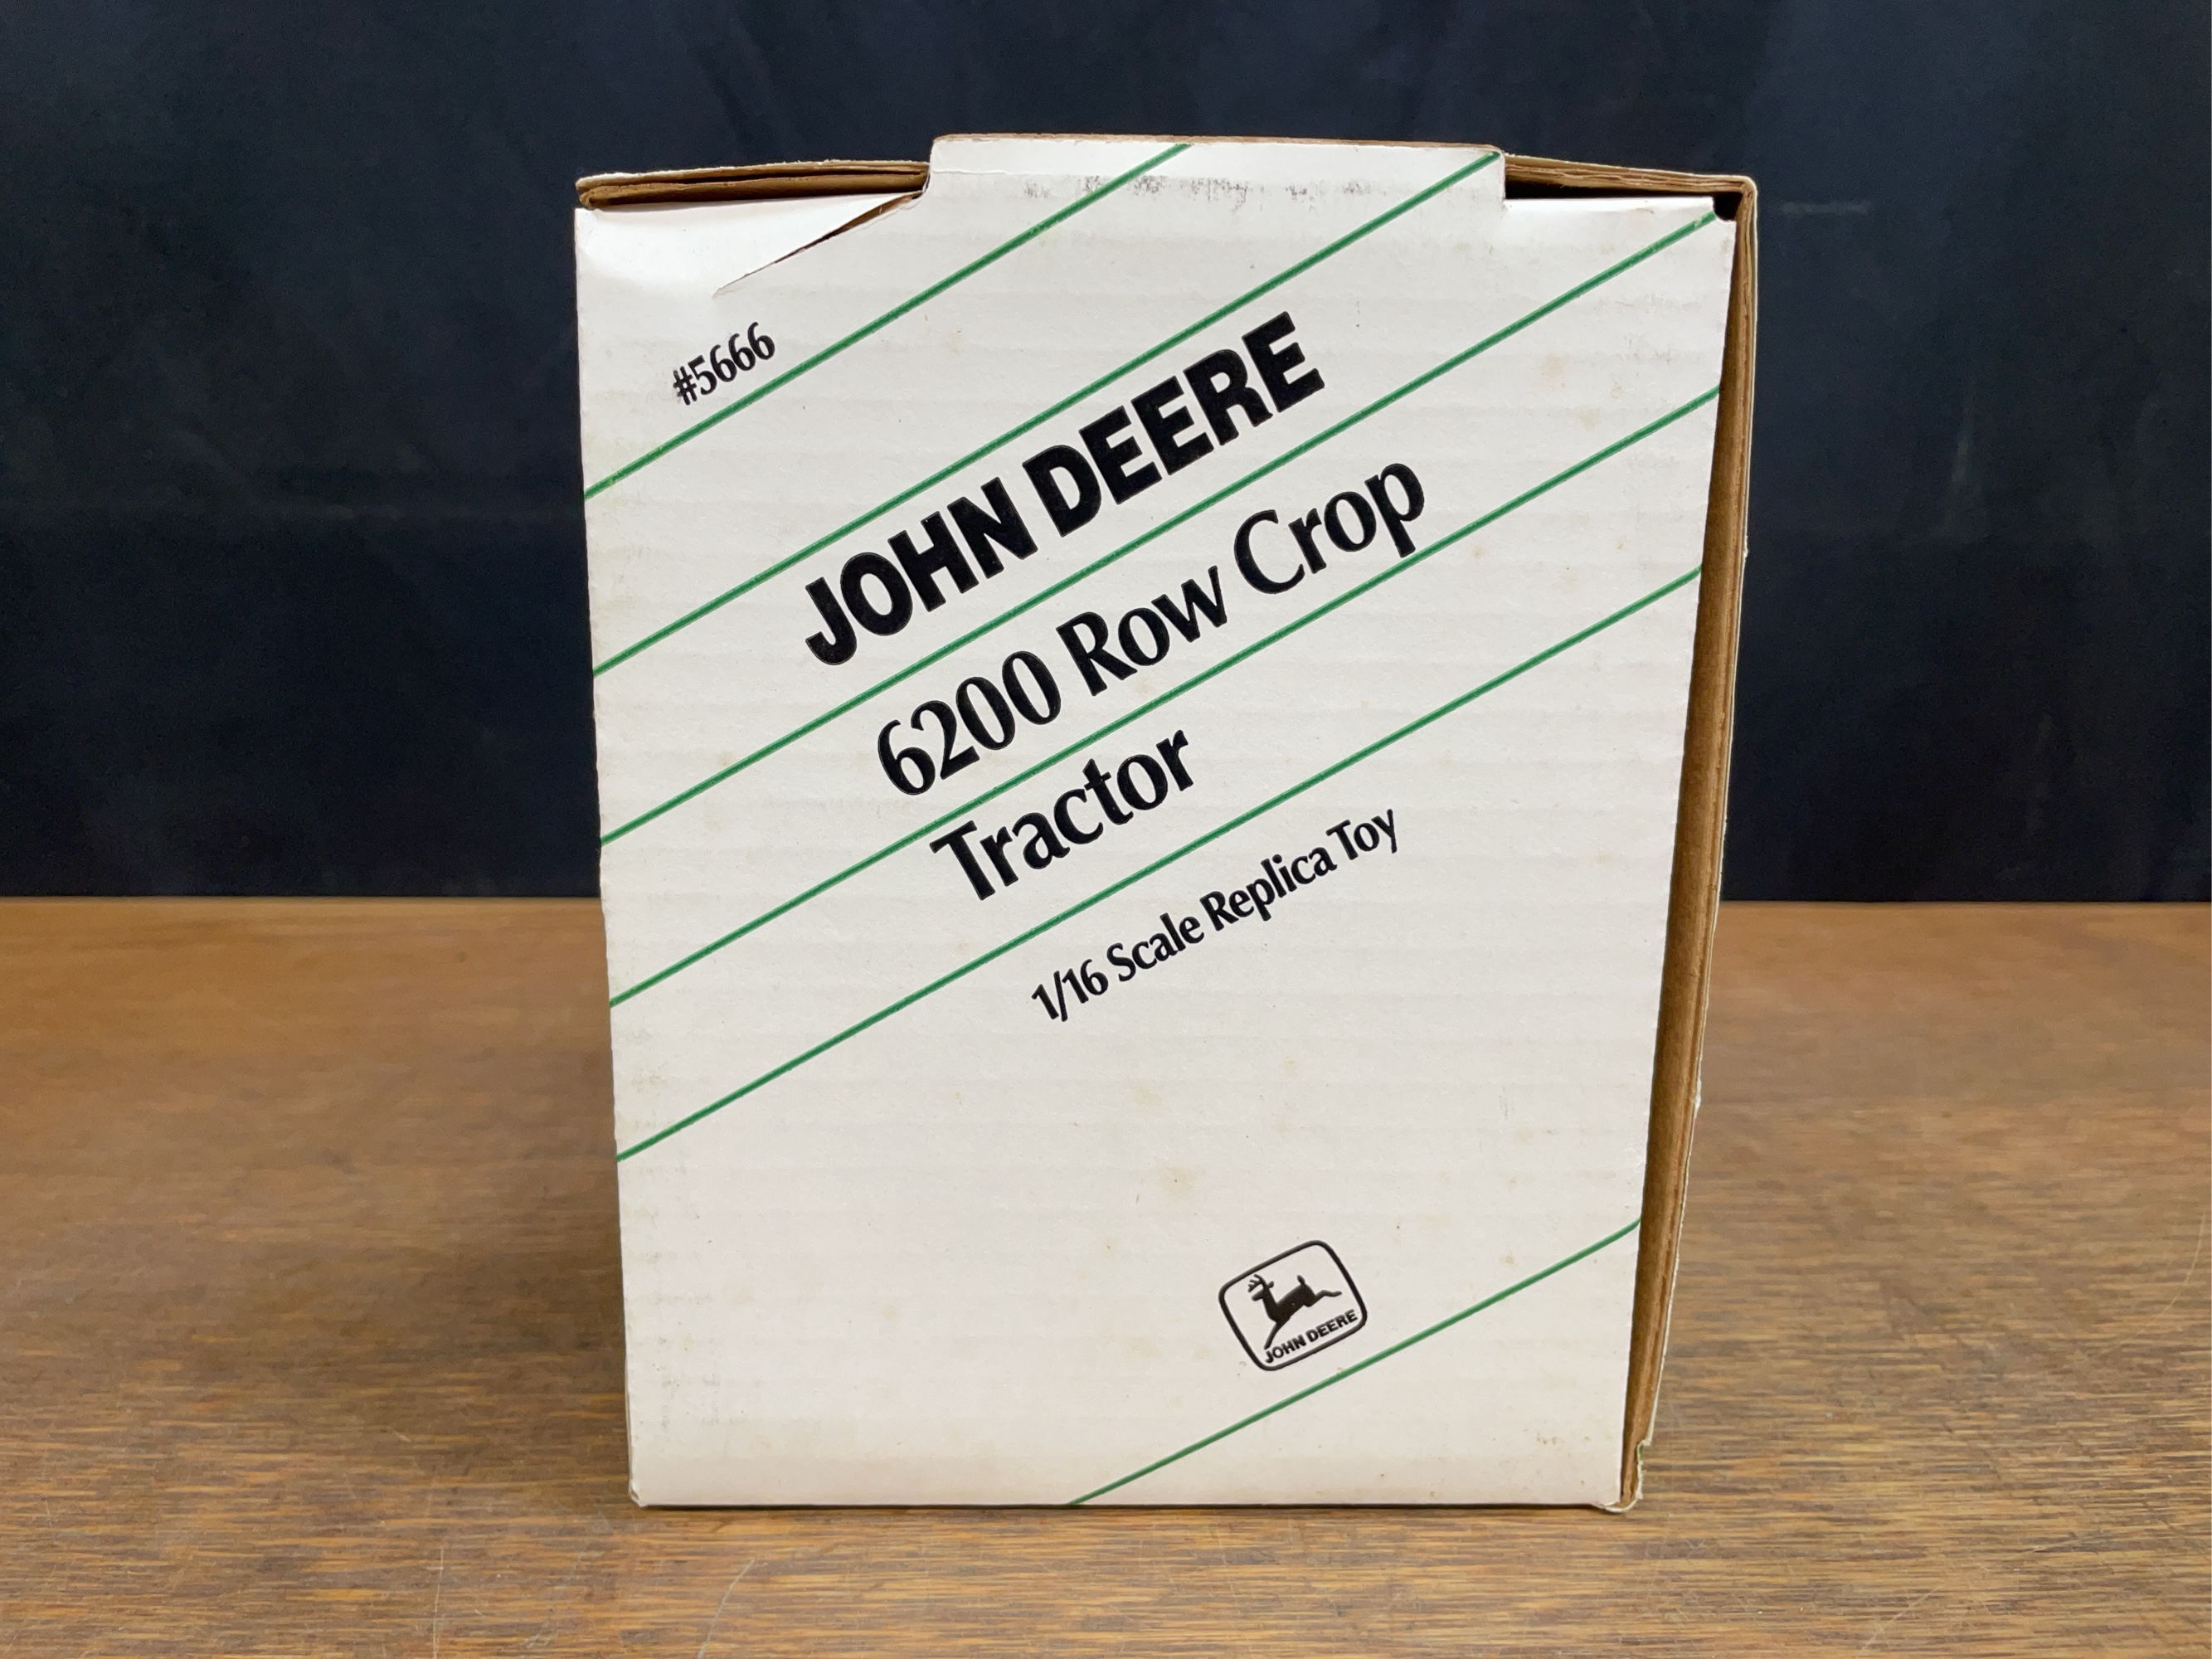 #5666
JOHN DEERE
6200 Row Crop
Tractor
1/16 Scale Replica Toy
JOHN DEERE